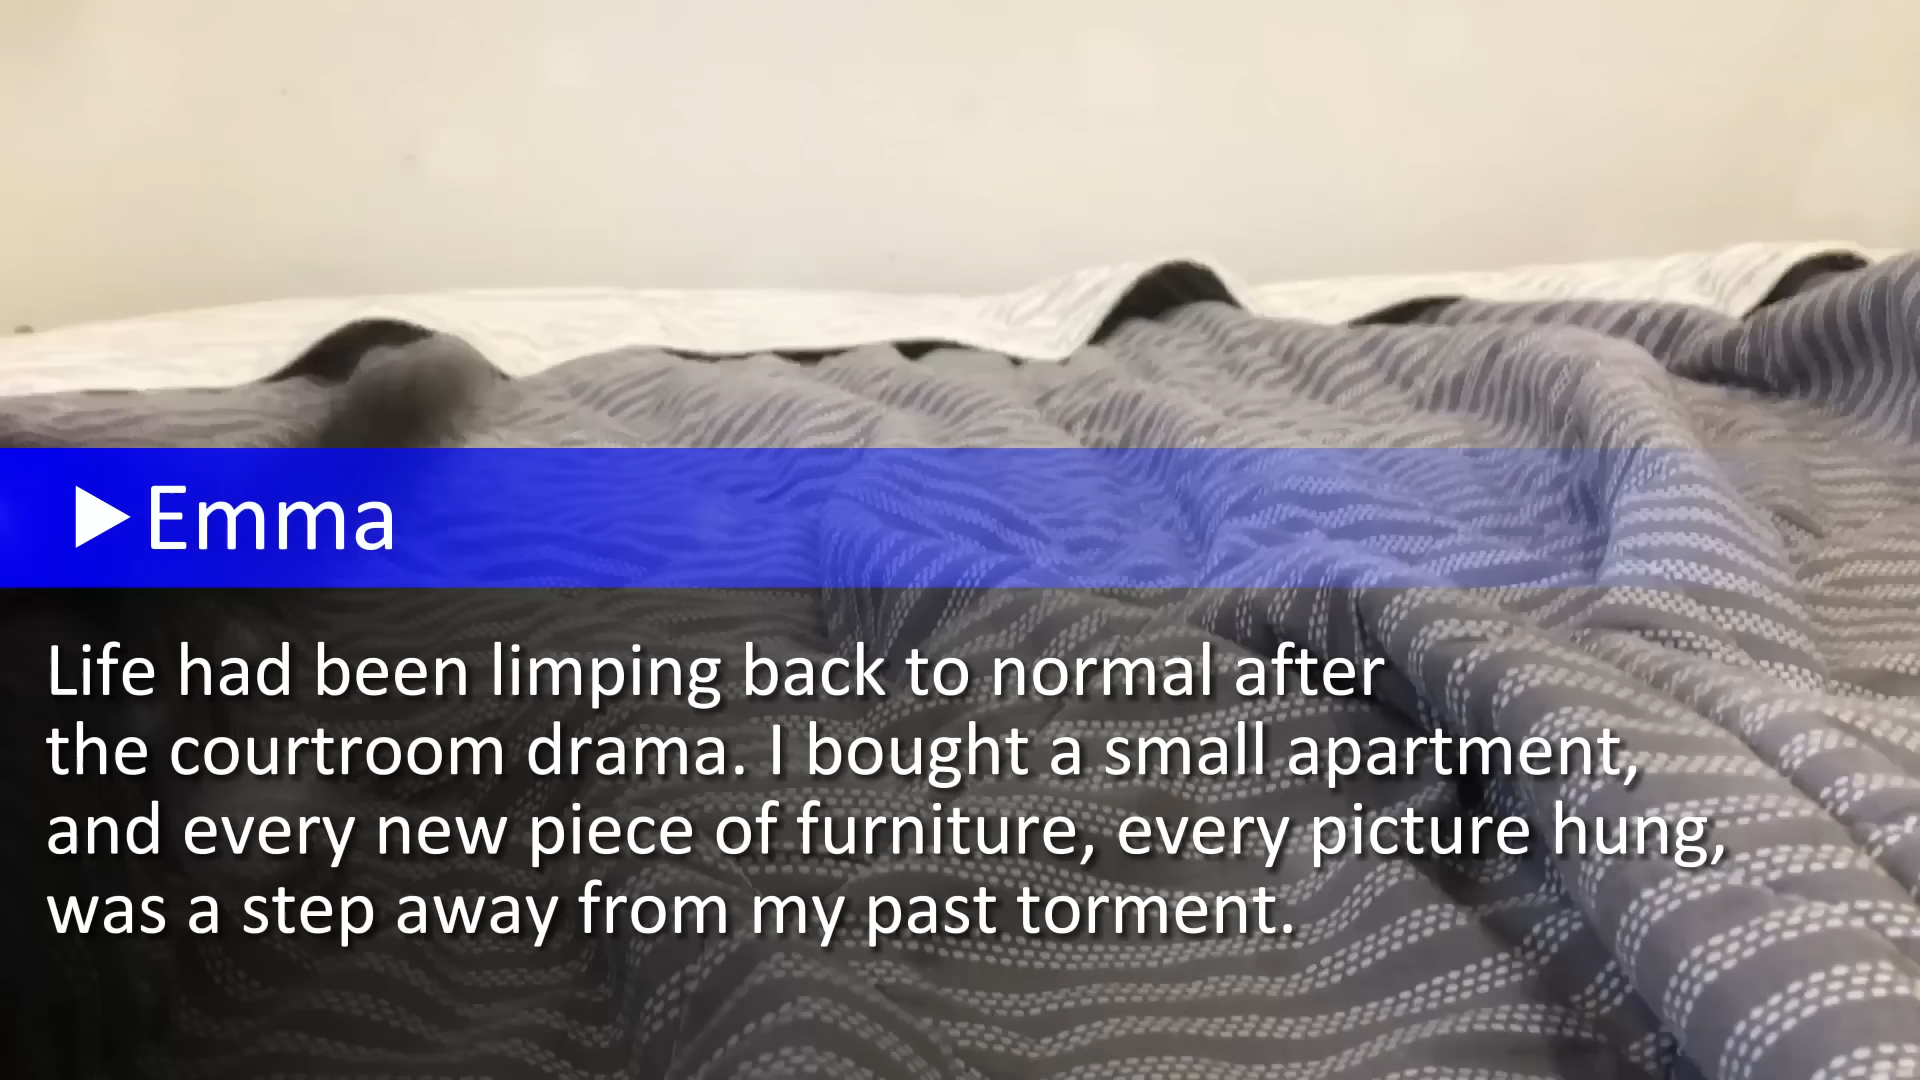 Emma
Life had been limping back to normal after
the courtroom drama. I bought a small apartment,
and every new piece of furniture, every picture hung,
was a step away from my past torment.